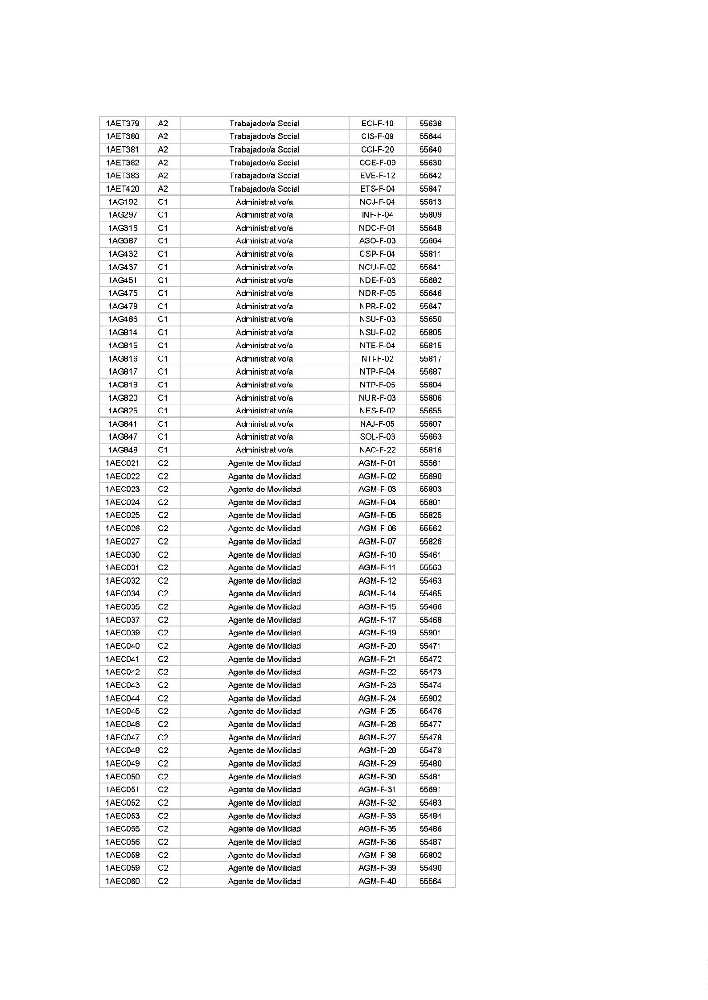 1AET379 A2 Trabajador/a Social ECI-F-10 55638
1AET380 A2 Trabajador/a Social CIS-F-09 55644
1AET381 A2 Trabajador/a Social CCI-F-20 55640
1AET382 A2 Trabajador/a Social CCE-F-09 55630
1AET383 A2 Trabajador/a Social EVE-F-12 55642
1AET420 A2 Trabajador/a Social ETS-F-04 55847
1AG192 C1 Administrativo/a NCJ-F-04 55813
1AG297 C1 Administrativo/a INF-F-04 55809
1AG316 C1 Administrativo/a NDC-F-01 55648
1AG387 C1 Administrativo/a ASO-F-03 55664
1AG432 C1 Administrativo/a CSP-F-04 55811
1AG437 C1 Administrativo/a NCU-F-02 55641
1AG451 C1 Administrativo/a NDE-F-03 55682
1AG475 C1 Administrativo/a NDR-F-05 55646
1AG478 C1 Administrativo/a NPR-F-02 55647
1AG486 C1 Administrativo/a NSU-F-03 55650
1AG814 C1 Administrativo/a NSU-F-02 55805
1AG815 C1 Administrativo/a NTE-F-04 55815
1AG816 C1 Administrativo/a NTI-F-02 55817
1AG817 C1 Administrativo/a NTP-F-04 55687
1AG818 C1 Administrativo/a NTP-F-05 55804
1AG820 C1 Administrativo/a NUR-F-03 55806
1AG825 C1 Administrativo/a NES-F-02 55655
1AG841 C1 Administrativo/a NAJ-F-05 55807
1AG847 C1 Administrativo/a SOL-F-03 55663
1AG848 C1 Administrativo/a NAC-F-22 55816
1AEC021 C2 Agente de Movilidad AGM-F-01 55561
1AEC022 C2 Agente de Movilidad AGM-F-02 55690
1AEC023 C2 Agente de Movilidad AGM-F-03 55803
1AEC024 C2 Agente de Movilidad AGM-F-04 55801
1AEC025 C2 Agente de Movilidad AGM-F-05 55825
1AEC026 C2 Agente de Movilidad AGM-F-06 55562
1AEC027 C2 Agente de Movilidad AGM-F-07 55826
1AEC030 C2 Agente de Movilidad AGM-F-10 55461
1AEC031 C2 Agente de Movilidad AGM-F-11 55563
1AEC032 C2 Agente de Movilidad AGM-F-12 55463
1AEC034 C2 Agente de Movilidad AGM-F-14 55465
1AEC035 C2 Agente de Movilidad AGM-F-15 55466
1AEC037 C2 Agente de Movilidad AGM-F-17 55468
1AEC039 C2 Agente de Movilidad AGM-F-19 55901
1AEC040 C2 Agente de Movilidad AGM-F-20 55471
1AEC041 C2 Agente de Movilidad AGM-F-21 55472
1AEC042 C2 Agente de Movilidad AGM-F-22 55473
1AEC043 C2 Agente de Movilidad AGM-F-23 55474
1AEC044 C2 Agente de Movilidad AGM-F-24 55902
1AEC045 C2 Agente de Movilidad AGM-F-25 55476
1AEC046 C2 Agente de Movilidad AGM-F-26 55477
1AEC047 C2 Agente de Movilidad AGM-F-27 55478
1AEC048 C2 Agente de Movilidad AGM-F-28 55479
1AEC049 C2 Agente de Movilidad AGM-F-29 55480
1AEC050 C2 Agente de Movilidad AGM-F-30 55481
1AEC051 C2 Agente de Movilidad AGM-F-31 55691
1AEC052 C2 Agente de Movilidad AGM-F-32 55483
1AEC053 C2 Agente de Movilidad AGM-F-33 55484
1AEC055 C2 Agente de Movilidad AGM-F-35 55486
1AEC056 C2 Agente de Movilidad AGM-F-36 55487
1AEC058 C2 Agente de Movilidad AGM-F-38 55802
1AEC059 C2 Agente de Movilidad AGM-F-39 55490
1AEC060 C2 Agente de Movilidad AGM-F-40 55564